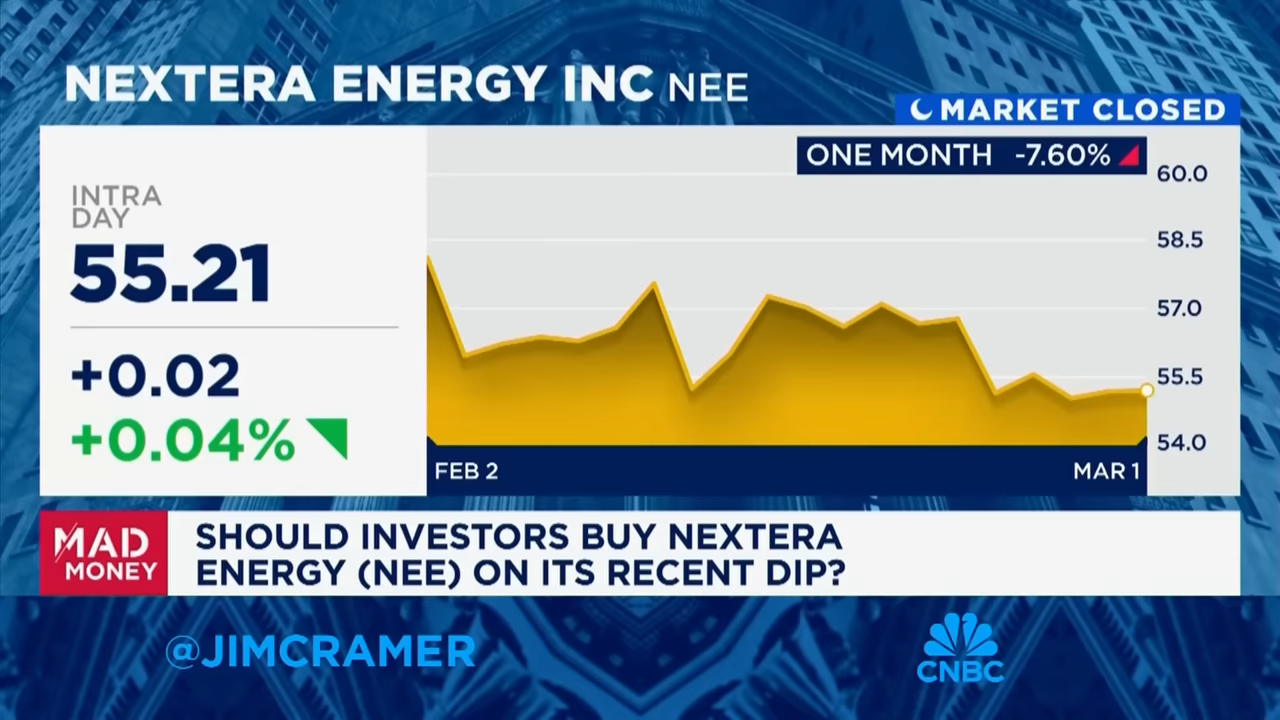 NEXTERA ENERGY INC NEE
MARKET CLOSED
INTRA
DAY
55.21
+0.02
+0.04%
ONE MONTH -7.60%
60.0
58.5
57.0
55.5
54.0
FEB 2
MAR 1
MAD
MONEY
SHOULD INVESTORS BUY NEXTERA
ENERGY (NEE) ON ITS RECENT DIP?
@JIMCRAMER
CNBC